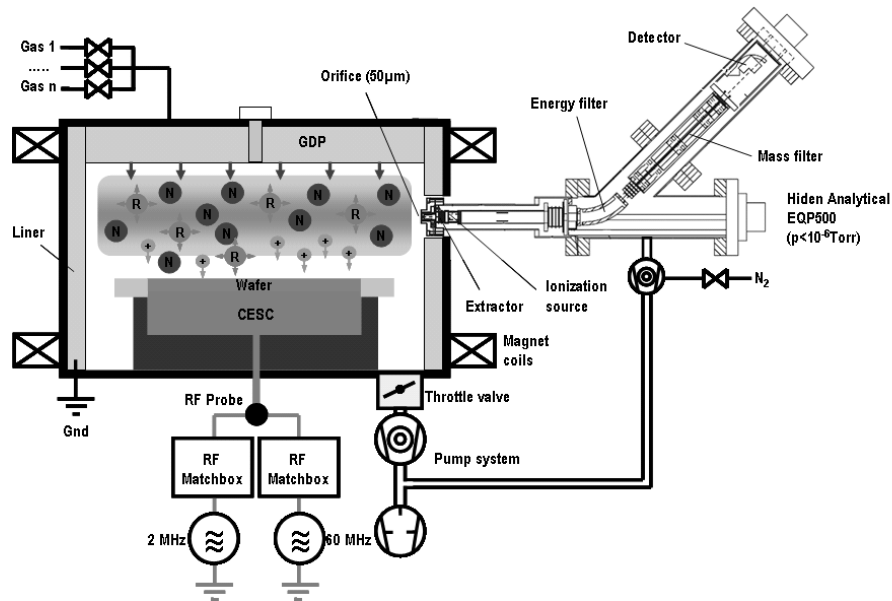 Gas 1
.....
Gas n
Orifice (50µm)
Detector
Energy filter
Mass filter
GDP
N
N
N
N
R
R
N
R
N
N
N
R
R
N
R
N
+
+
+
+
+
+
Liner
Hiden Analytical
EQP500
(p<10⁻⁶Torr)
Wafer
CESC
Extractor
Ionization
source
N₂
Magnet
coils
Throttle valve
RF Probe
Gnd
RF
Matchbox
RF
Matchbox
Pump system
2 MHz
60 MHz